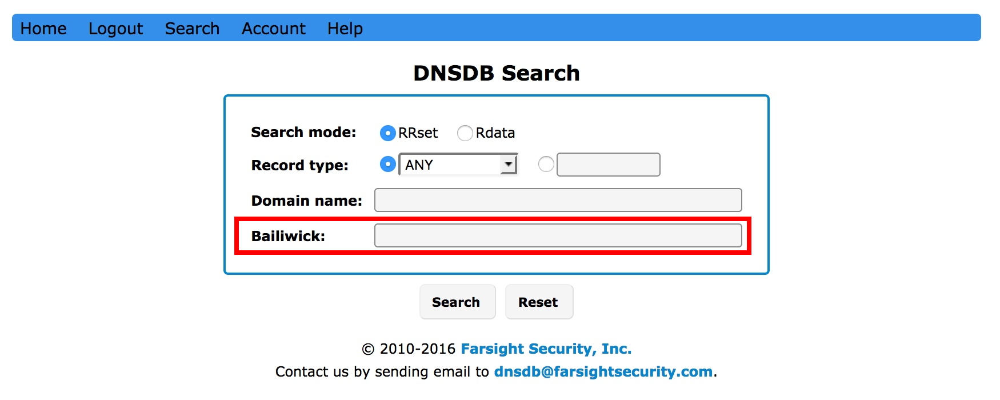 Home Logout Search Account Help
DNSDB Search
Search mode: RRset Rdata
Record type: ANY
Domain name:
Bailiwick:
Search Reset
© 2010-2016 Farsight Security, Inc.
Contact us by sending email to dnsdb@farsightsecurity.com.